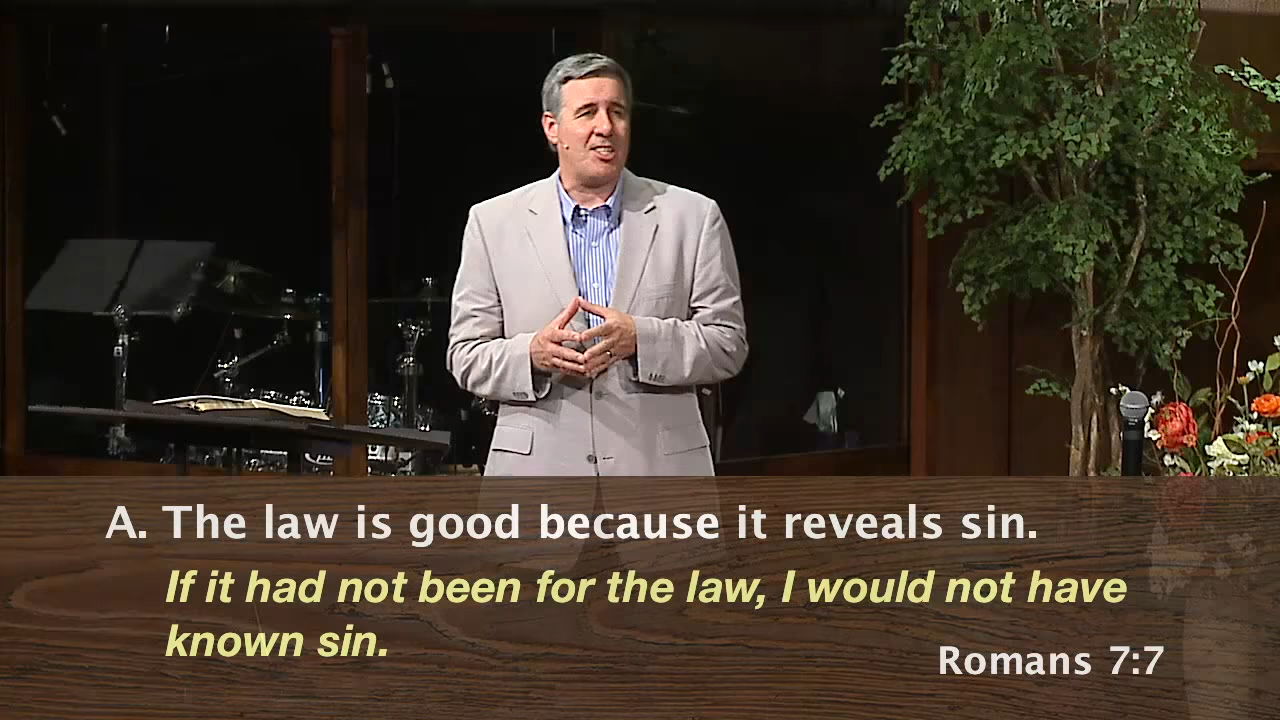 A. The law is good because it reveals sin.
If it had not been for the law, I would not have
known sin.
Romans 7:7